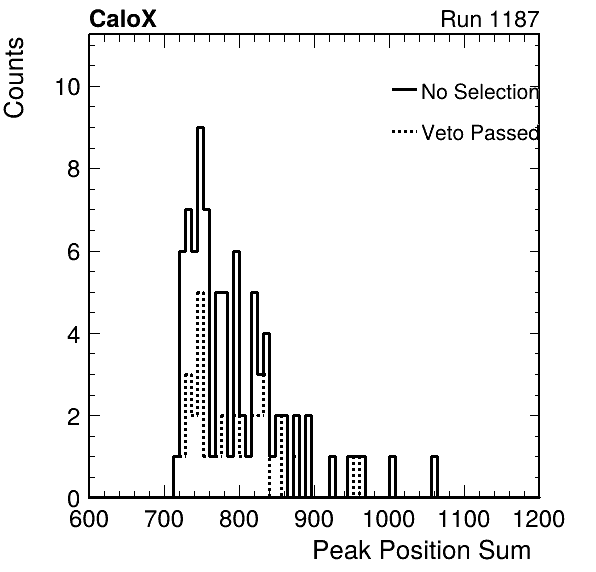 CaloX Run 1187
Counts
10
8
6
4
2
0
No Selection
Veto Passed
600 700 800 900 1000 1100 1200
Peak Position Sum